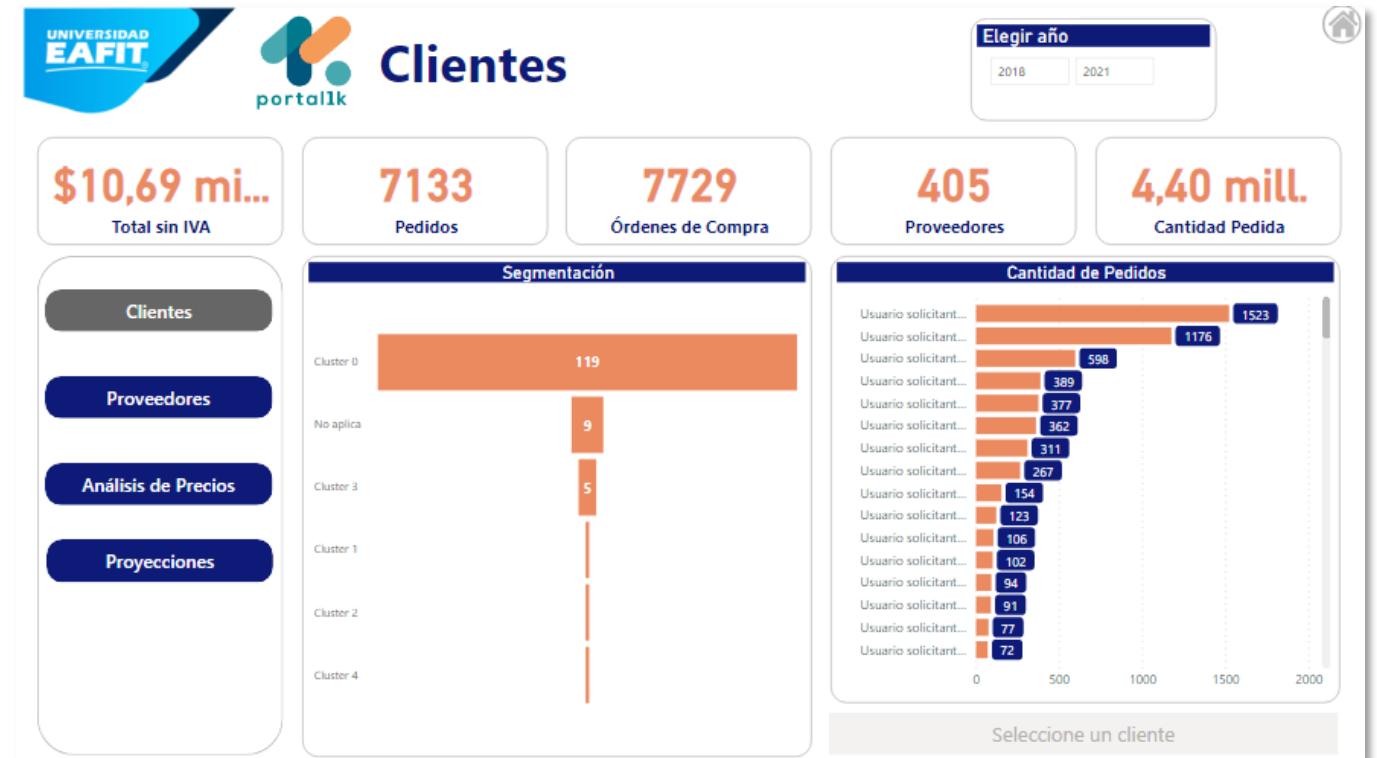 UNIVERSIDAD
EAFIT
portal1k
Clientes
Elegir año
2018 2021
$10,69 mi...
Total sin IVA
7133
Pedidos
7729
Órdenes de Compra
405
Proveedores
4,40 mill.
Cantidad Pedida
Clientes
Proveedores
Análisis de Precios
Proyecciones
Segmentación
Cluster 0 119
No aplica 9
Cluster 3 5
Cluster 1
Cluster 2
Cluster 4
Cantidad de Pedidos
Usuario solicitant... 1523
Usuario solicitant... 1176
Usuario solicitant... 598
Usuario solicitant... 389
Usuario solicitant... 377
Usuario solicitant... 362
Usuario solicitant... 311
Usuario solicitant... 267
Usuario solicitant... 154
Usuario solicitant... 123
Usuario solicitant... 106
Usuario solicitant... 102
Usuario solicitant... 94
Usuario solicitant... 91
Usuario solicitant... 77
Usuario solicitant... 72
0 500 1000 1500 2000
Seleccione un cliente